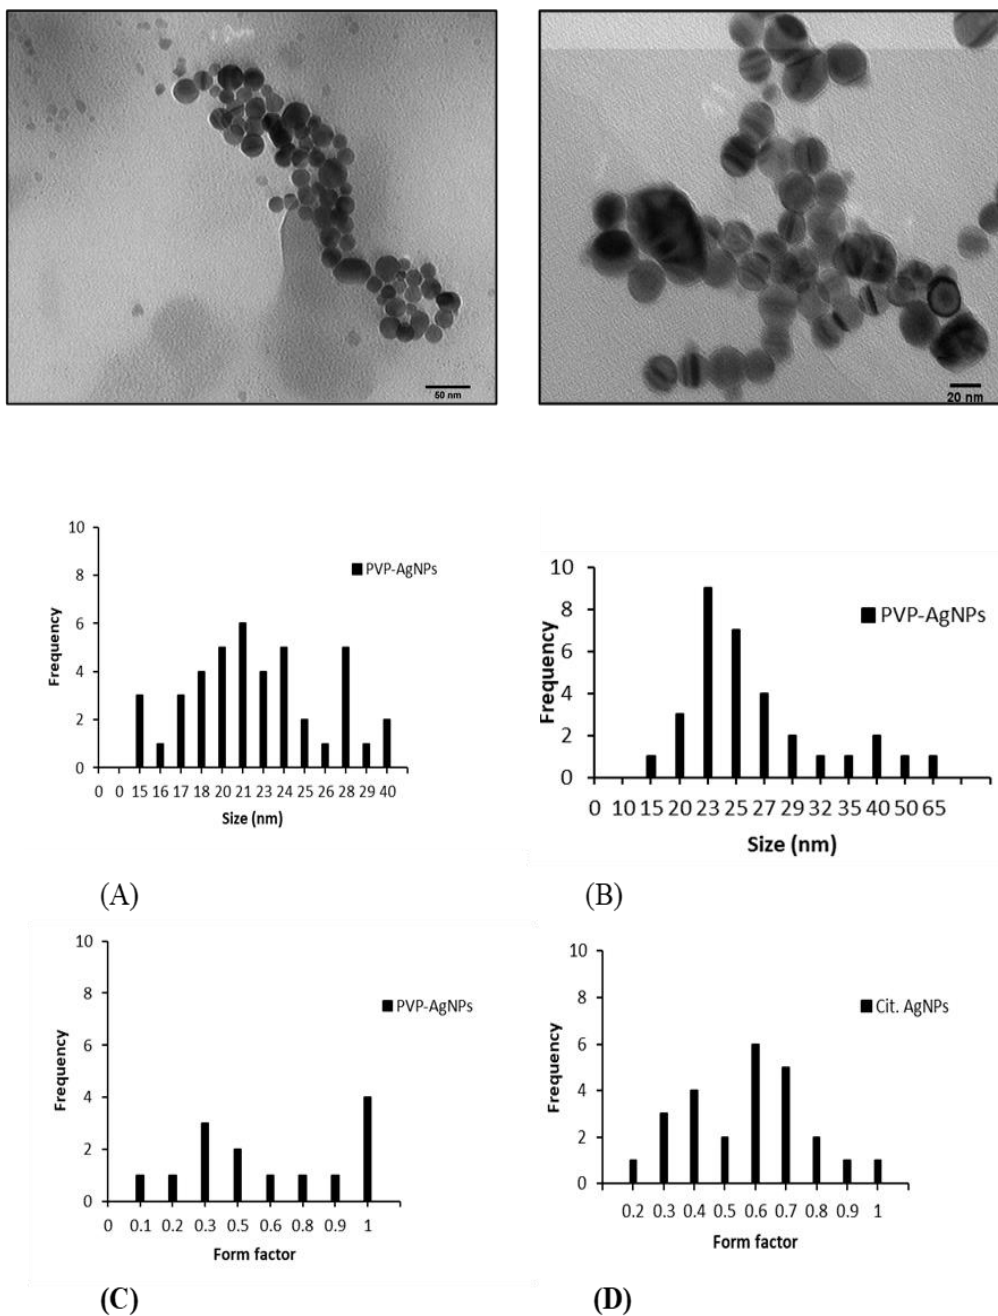 50 nm
20 nm
10
8
6
4
2
0
Frequency
PVP-AgNPs
0 0 15 16 17 18 20 21 23 24 25 26 28 29 40
Size (nm)
(A)
10
8
6
4
2
0
Frequency
PVP-AgNPs
0 10 15 20 23 25 27 29 32 35 40 50 65
Size (nm)
(B)
10
8
6
4
2
0
Frequency
PVP-AgNPs
0 0.1 0.2 0.3 0.5 0.6 0.8 0.9 1
Form factor
(C)
10
8
6
4
2
0
Frequency
Cit. AgNPs
0.2 0.3 0.4 0.5 0.6 0.7 0.8 0.9 1
Form factor
(D)